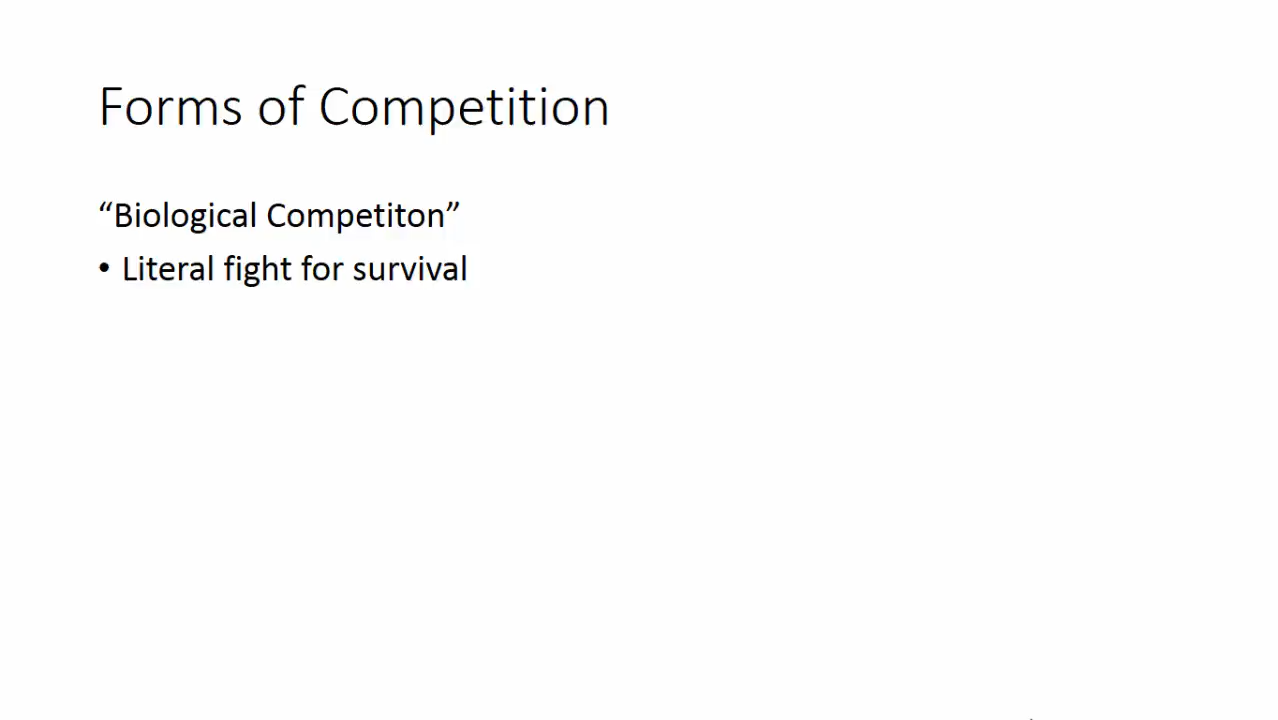 Forms of Competition
“Biological Competiton”
• Literal fight for survival